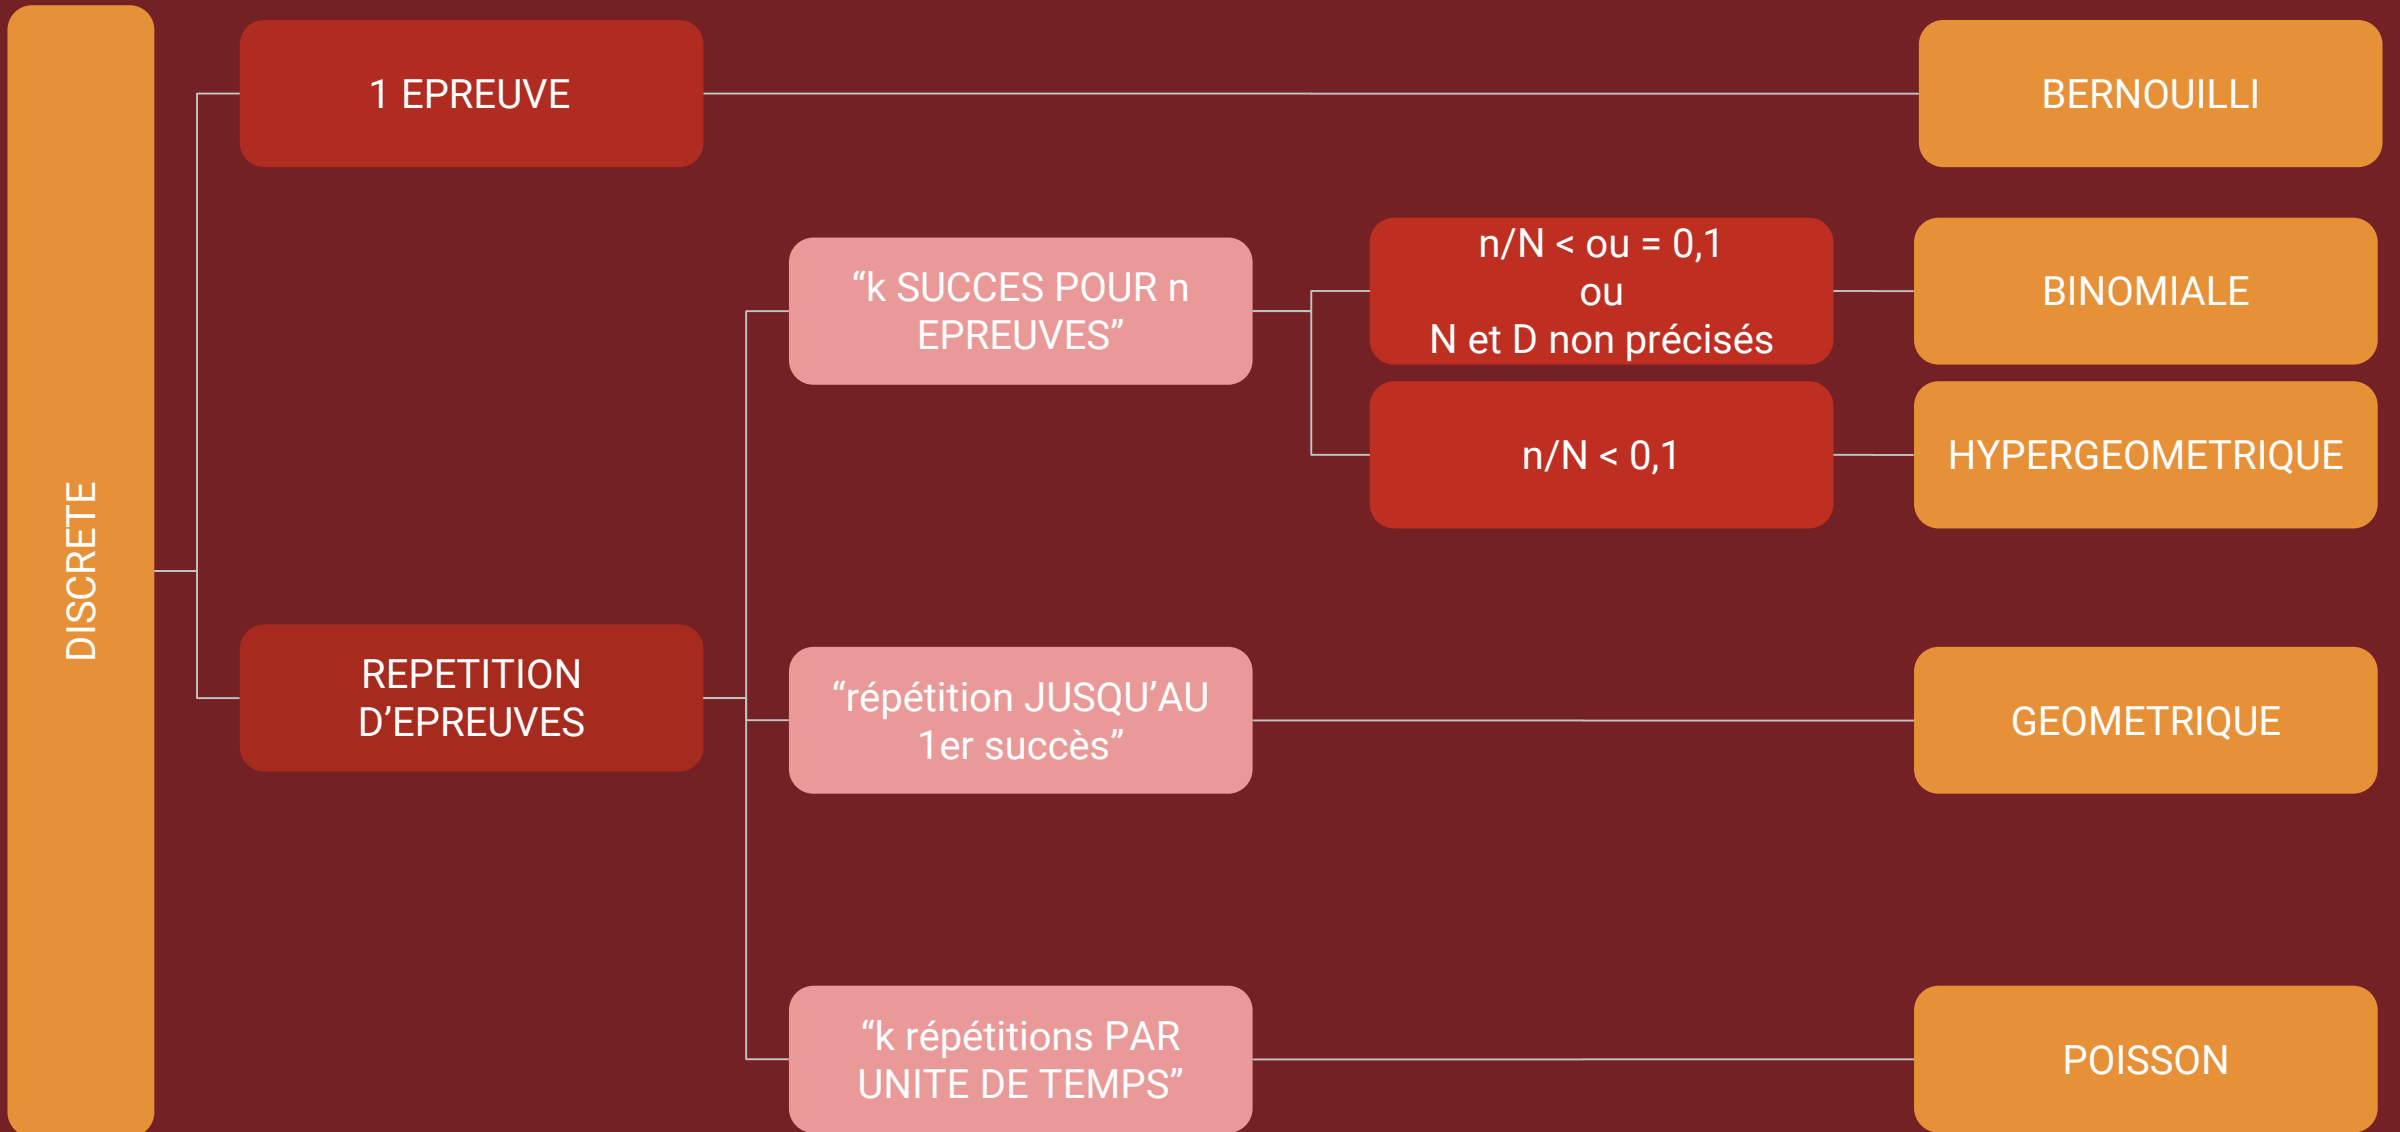 DISCRETE
1 EPREUVE
BERNOUILLI
“k SUCCES POUR n
EPREUVES”
n/N < ou = 0,1
ou
N et D non précisés
BINOMIALE
n/N < 0,1
HYPERGEOMETRIQUE
REPETITION
D’EPREUVES
“répétition JUSQU’AU
1er succès”
GEOMETRIQUE
“k répétitions PAR
UNITE DE TEMPS”
POISSON